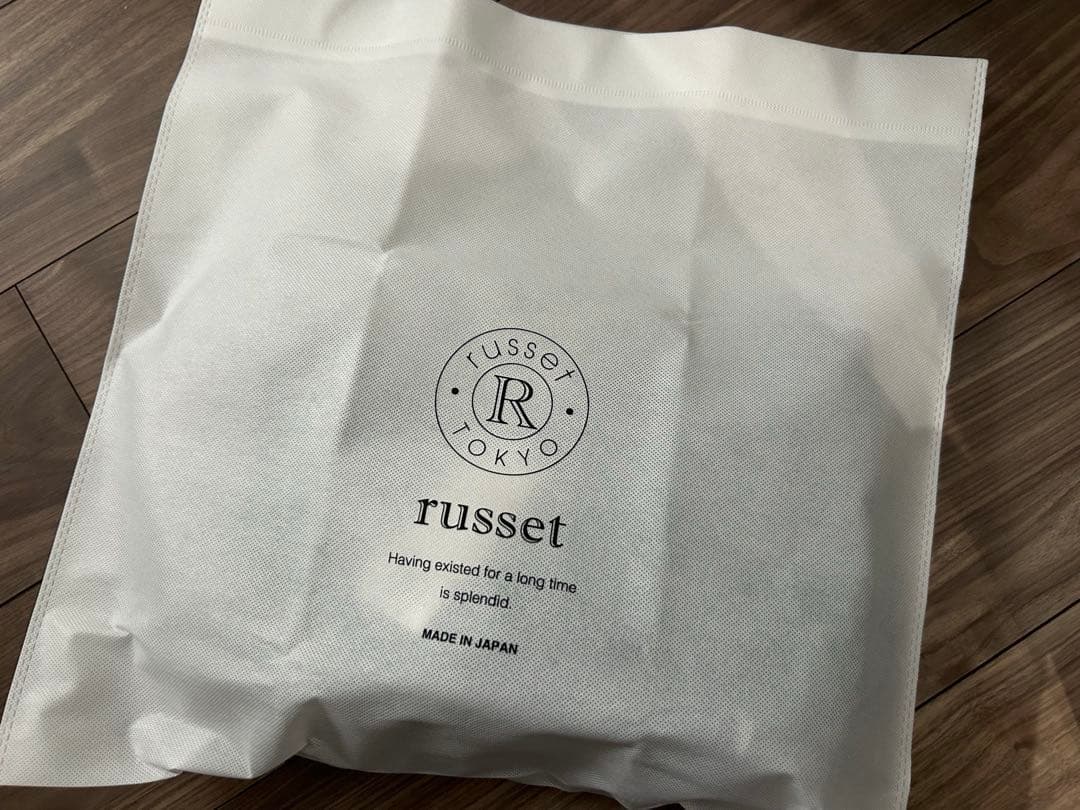 russet
R
TOKYO
russet
Having existed for a long time
is splendid.
MADE IN JAPAN